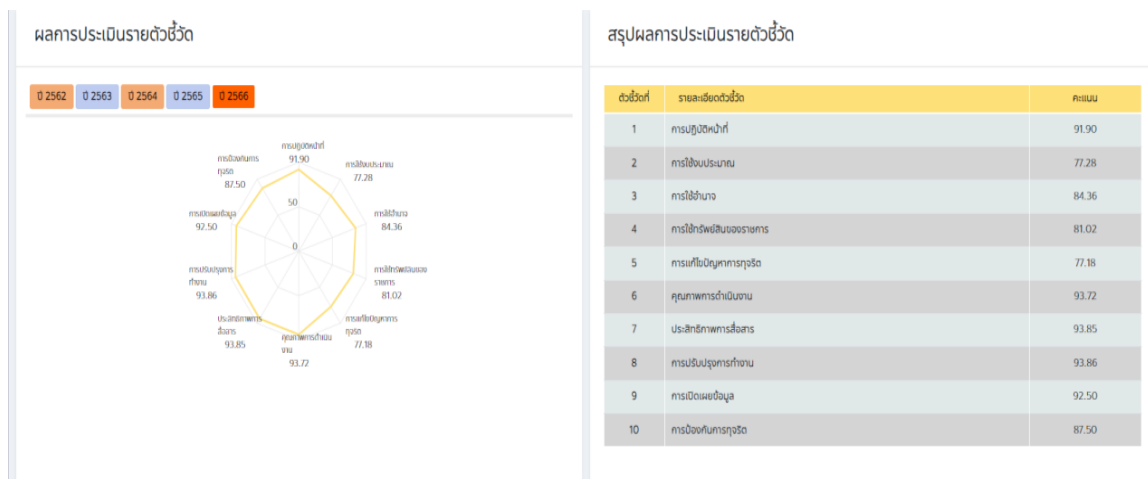 ผลการประเมินรายตัวชี้วัด
ปี 2562 ปี 2563 ปี 2564 ปี 2565 ปี 2566
การปฏิบัติหน้าที่
91.90
การใช้งบประมาณ
77.28
การใช้อำนาจ
84.36
การใช้ทรัพย์สินของ
ราชการ
81.02
การแก้ไขปัญหาการ
ทุจริต
77.18
คุณภาพการดำเนิน
งาน
93.72
ประสิทธิภาพการ
สื่อสาร
93.85
การปรับปรุงการ
ทำงาน
93.86
การเปิดเผยข้อมูล
92.50
การป้องกันการ
ทุจริต
87.50
50
0
สรุปผลการประเมินรายตัวชี้วัด
ตัวชี้วัดที่ รายละเอียดตัวชี้วัด คะแนน
1 การปฏิบัติหน้าที่ 91.90
2 การใช้งบประมาณ 77.28
3 การใช้อำนาจ 84.36
4 การใช้ทรัพย์สินของราชการ 81.02
5 การแก้ไขปัญหาการทุจริต 77.18
6 คุณภาพการดำเนินงาน 93.72
7 ประสิทธิภาพการสื่อสาร 93.85
8 การปรับปรุงการทำงาน 93.86
9 การเปิดเผยข้อมูล 92.50
10 การป้องกันการทุจริต 87.50